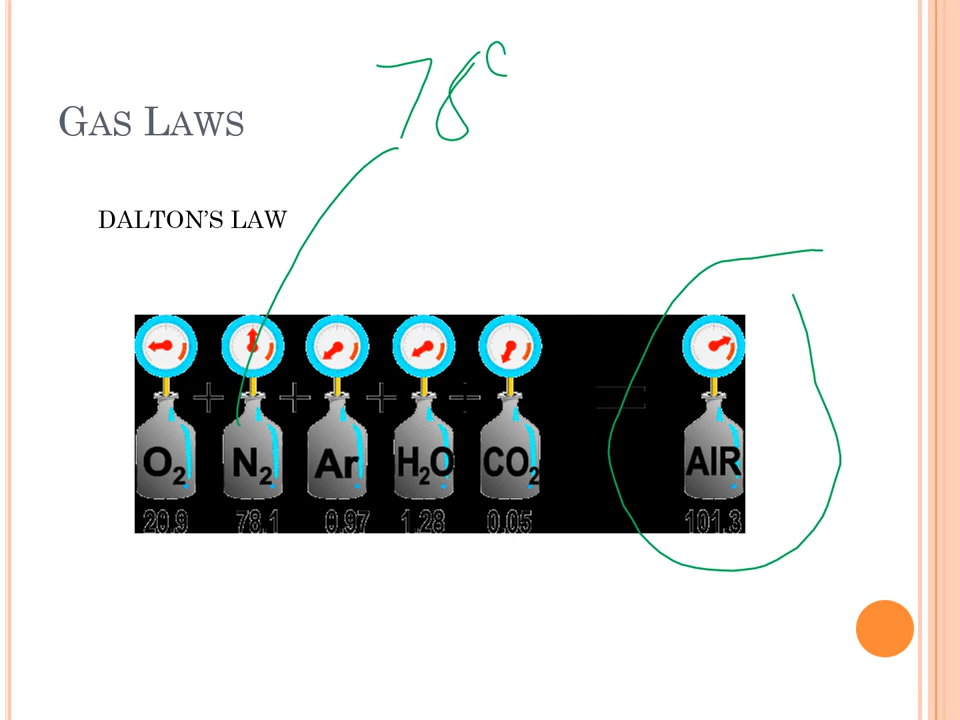 78
GAS LAWS
DALTON'S LAW
+ + + + =
O2 N2 Ar H2O CO2 AIR
20.9 78.1 0.97 1.28 0.05 101.3